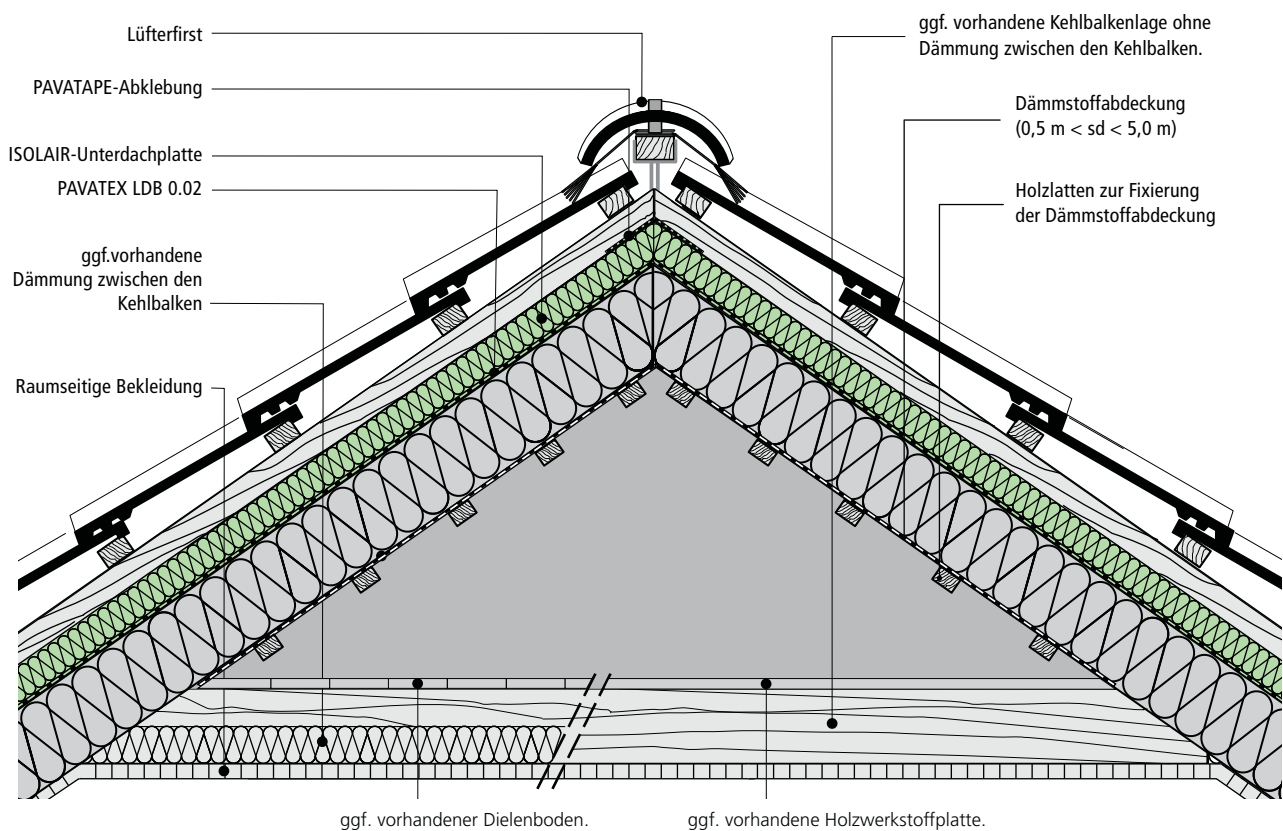 Lüfterfirst
PAVATAPE-Abklebung
ISOLAIR-Unterdachplatte
PAVATEX LDB 0.02
ggf.vorhandene
Dämmung zwischen den
Kehlbalken
Raumseitige Bekleidung
ggf. vorhandene Kehlbalkenlage ohne
Dämmung zwischen den Kehlbalken.
Dämmstoffabdeckung
(0,5 m < sd < 5,0 m)
Holzlatten zur Fixierung
der Dämmstoffabdeckung
ggf. vorhandener Dielenboden.
ggf. vorhandene Holzwerkstoffplatte.